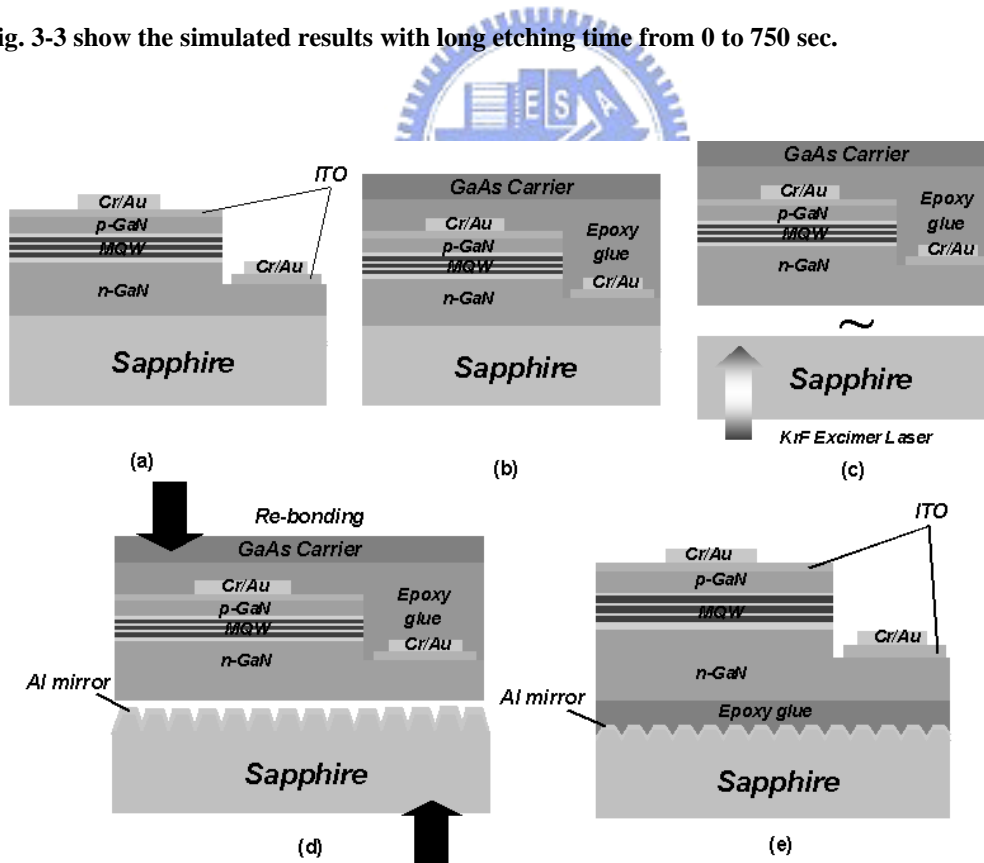 ig. 3-3 show the simulated results with long etching time from 0 to 750 sec.
ESA
ITO
Cr/Au
p-GaN
MQW
Cr/Au
n-GaN
Sapphire
(a)
GaAs Carrier
Cr/Au
p-GaN
MQW
Epoxy
glue
Cr/Au
n-GaN
Sapphire
(b)
GaAs Carrier
Cr/Au
p-GaN
MQW
Epoxy
glue
Cr/Au
n-GaN
~
Sapphire
KrF Excimer Laser
(c)
Re-bonding
GaAs Carrier
Cr/Au
p-GaN
MQW
Epoxy
glue
Cr/Au
n-GaN
Al mirror
Sapphire
(d)
ITO
Cr/Au
p-GaN
MQW
Cr/Au
n-GaN
Al mirror
Epoxy glue
Sapphire
(e)